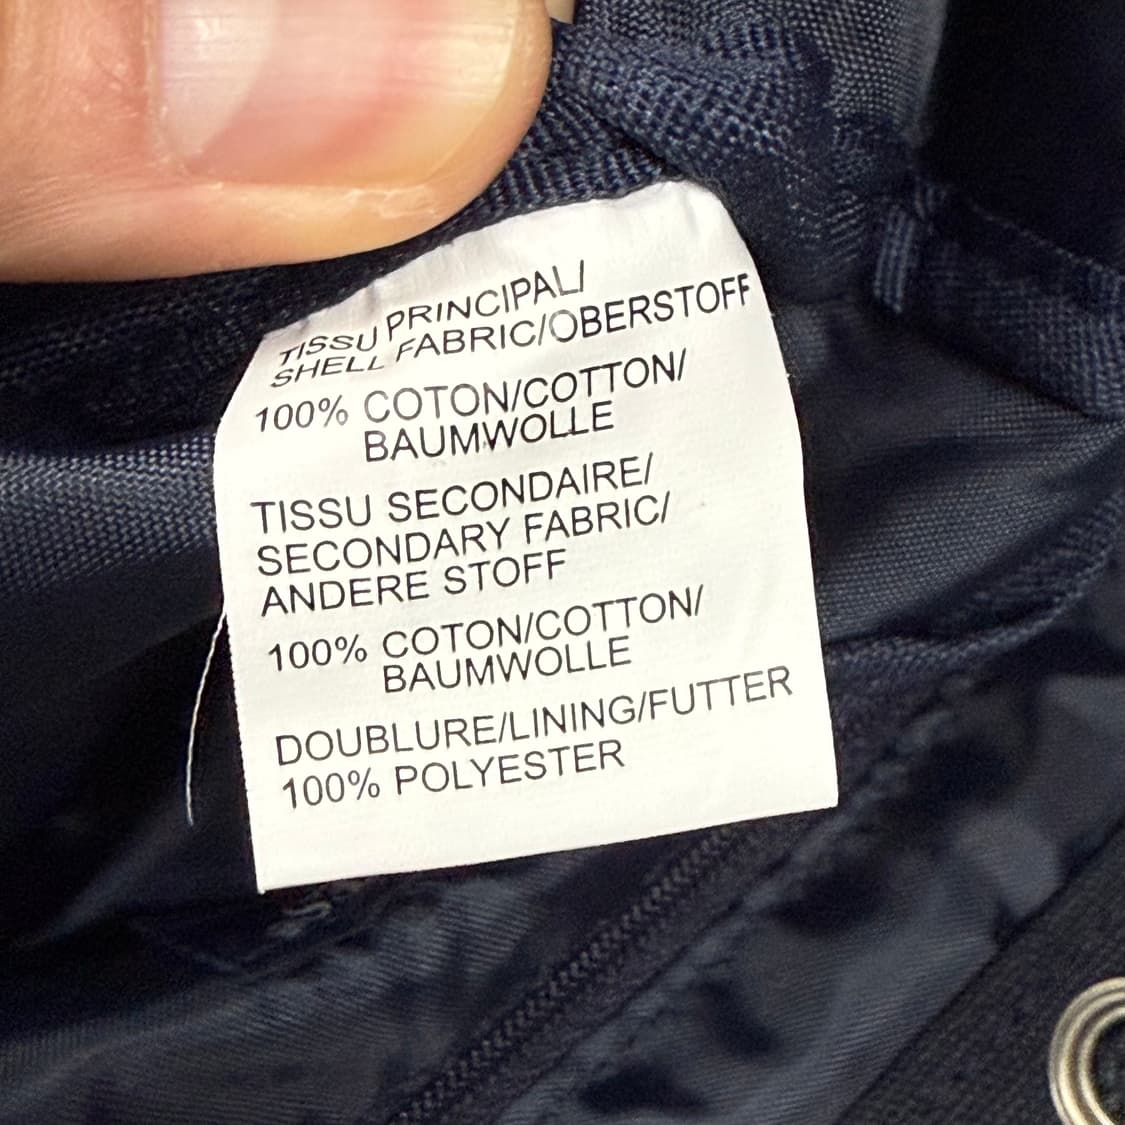 TISSU PRINCIPAL/
SHELL FABRIC/OBERSTOFF
100% COTON/COTTON/
BAUMWOLLE
TISSU SECONDAIRE/
SECONDARY FABRIC/
ANDERE STOFF
100% COTON/COTTON/
BAUMWOLLE
DOUBLURE/LINING/FUTTER
100% POLYESTER